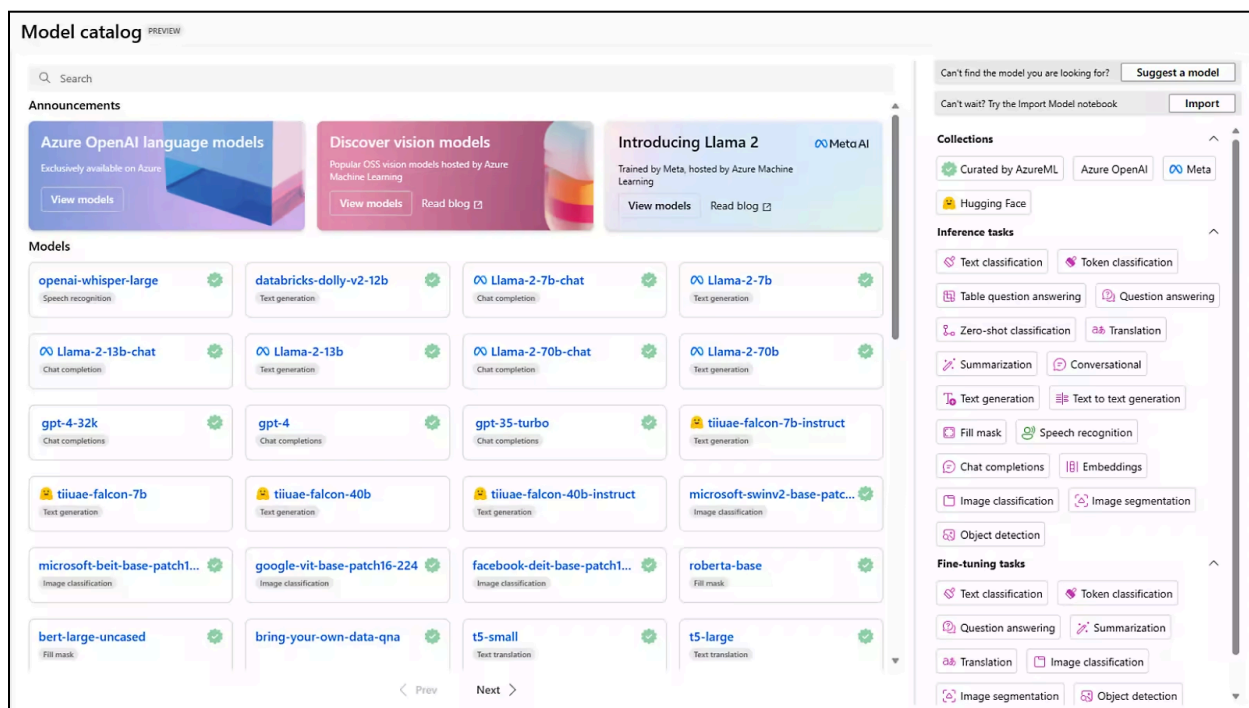 Model catalog PREVIEW
Search
Announcements
Azure OpenAI language models
Exclusively available on Azure
View models
Discover vision models
Popular OSS vision models hosted by Azure
Machine Learning
View models Read blog
Introducing Llama 2 Meta AI
Trained by Meta, hosted by Azure Machine
Learning
View models Read blog
Models
openai-whisper-large
Speech recognition
databricks-dolly-v2-12b
Text generation
Llama-2-7b-chat
Chat completion
Llama-2-7b
Text generation
Llama-2-13b-chat
Chat completion
Llama-2-13b
Text generation
Llama-2-70b-chat
Chat completion
Llama-2-70b
Text generation
gpt-4-32k
Chat completions
gpt-4
Chat completions
gpt-35-turbo
Chat completions
tiiuae-falcon-7b-instruct
Text generation
tiiuae-falcon-7b
Text generation
tiiuae-falcon-40b
Text generation
tiiuae-falcon-40b-instruct
Text generation
microsoft-swinv2-base-patc...
Image classification
microsoft-beit-base-patch1...
Image classification
google-vit-base-patch16-224
Image classification
facebook-deit-base-patch1...
Image classification
roberta-base
Fill mask
bert-large-uncased
Fill mask
bring-your-own-data-qna
t5-small
Text translation
t5-large
Text translation
Prev Next
Can't find the model you are looking for? Suggest a model
Can't wait? Try the Import Model notebook Import
Collections
Curated by AzureML Azure OpenAI Meta
Hugging Face
Inference tasks
Text classification Token classification
Table question answering Question answering
Zero-shot classification Translation
Summarization Conversational
Text generation Text to text generation
Fill mask Speech recognition
Chat completions Embeddings
Image classification Image segmentation
Object detection
Fine-tuning tasks
Text classification Token classification
Question answering Summarization
Translation Image classification
Image segmentation Object detection